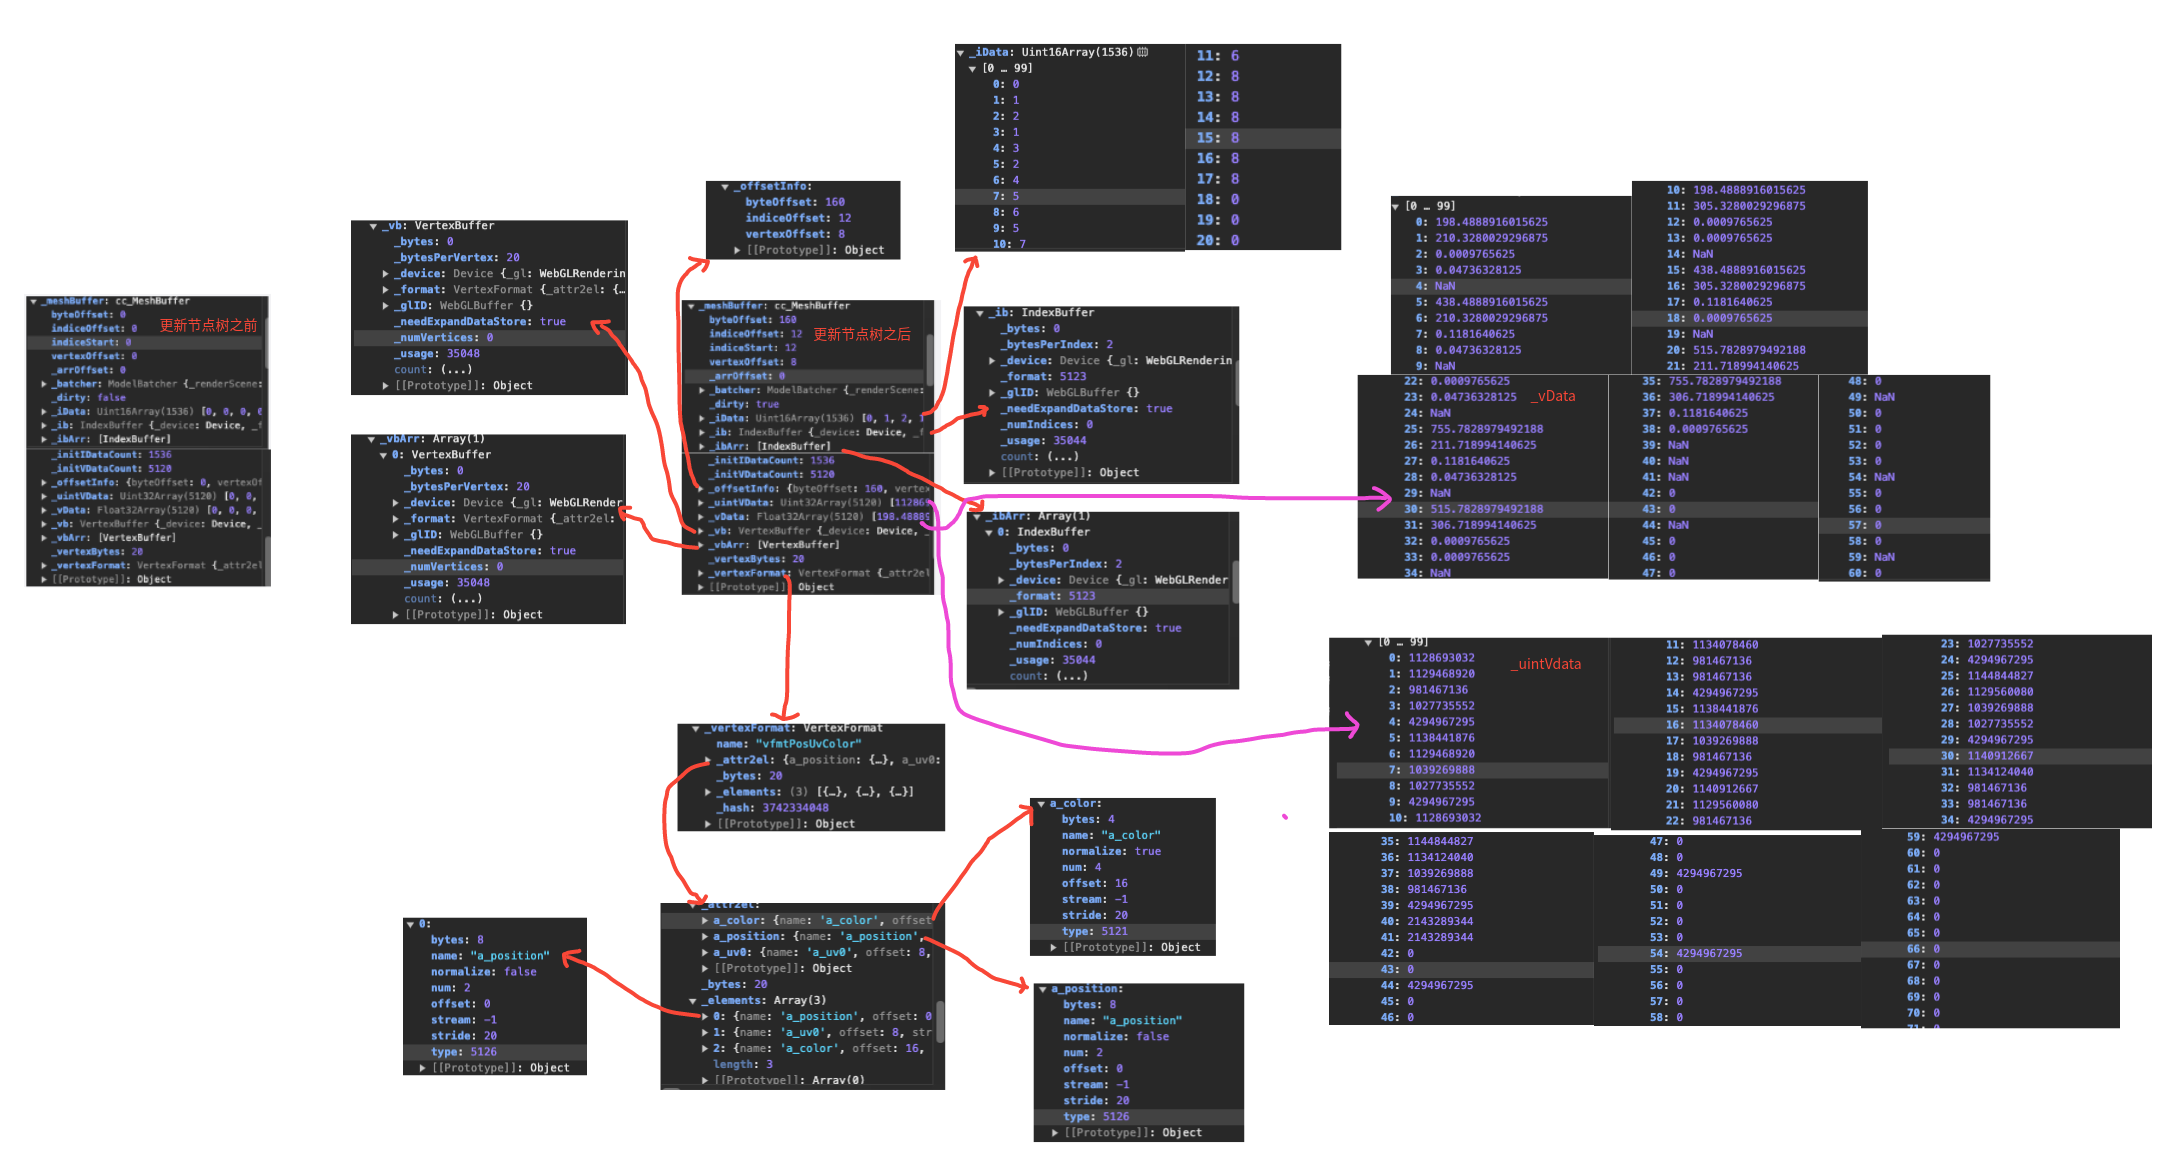 ▼ _meshBuffer: cc_MeshBuffer
byteOffset: 0
indiceOffset: 0
更新节点树之前
indiceStart: 0
vertexOffset: 0
_arrOffset: 0
▶ _batcher: ModelBatcher {_renderScene:
_dirty: false
▶ _iData: Uint16Array(1536) [0, 0, 0, 0
▶ _ib: IndexBuffer {_device: Device, _f
▶ _ibArr: [IndexBuffer]
_initIDataCount: 1536
_initVDataCount: 5120
▶ _offsetInfo: {byteOffset: 0, vertexOf
▶ _uintVData: Uint32Array(5120) [0, 0,
▶ _vData: Float32Array(5120) [0, 0, 0,
▶ _vb: VertexBuffer {_device: Device, _
▶ _vbArr: [VertexBuffer]
_vertexBytes: 20
▶ _vertexFormat: VertexFormat {_attr2el
▶ [[Prototype]]: Object
▼ _vb: VertexBuffer
_bytes: 0
_bytesPerVertex: 20
▶ _device: Device {_gl: WebGLRenderin
▶ _format: VertexFormat {_attr2el: {…
▶ _glID: WebGLBuffer {}
_needExpandDataStore: true
_numVertices: 0
_usage: 35048
count: (...)
▶ [[Prototype]]: Object
▼ _vbArr: Array(1)
▼ 0: VertexBuffer
_bytes: 0
_bytesPerVertex: 20
▶ _device: Device {_gl: WebGLRender
▶ _format: VertexFormat {_attr2el:
▶ _glID: WebGLBuffer {}
_needExpandDataStore: true
_numVertices: 0
_usage: 35048
count: (...)
▶ [[Prototype]]: Object
▼ _offsetInfo:
byteOffset: 160
indiceOffset: 12
vertexOffset: 8
▶ [[Prototype]]: Object
▼ _meshBuffer: cc_MeshBuffer
byteOffset: 160
indiceOffset: 12
更新节点树之后
indiceStart: 12
vertexOffset: 8
_arrOffset: 0
▶ _batcher: ModelBatcher {_renderScene:
_dirty: true
▶ _iData: Uint16Array(1536) [0, 1, 2, 1
▶ _ib: IndexBuffer {_device: Device, _f
▶ _ibArr: [IndexBuffer]
_initIDataCount: 1536
_initVDataCount: 5120
▶ _offsetInfo: {byteOffset: 160, vertex
▶ _uintVData: Uint32Array(5120) [11286
▶ _vData: Float32Array(5120) [198.4888
▶ _vb: VertexBuffer {_device: Device, _
▶ _vbArr: [VertexBuffer]
_vertexBytes: 20
▶ _vertexFormat: VertexFormat {_attr2el
▶ [[Prototype]]: Object
▼ _iData: Uint16Array(1536)
▼ [0 … 99]
0: 0
1: 1
2: 2
3: 1
4: 3
5: 2
6: 4
7: 5
8: 6
9: 5
10: 7
11: 6
12: 8
13: 8
14: 8
15: 8
16: 8
17: 8
18: 0
19: 0
20: 0
▼ _ib: IndexBuffer
_bytes: 0
_bytesPerIndex: 2
▶ _device: Device {_gl: WebGLRenderin
_format: 5123
▶ _glID: WebGLBuffer {}
_needExpandDataStore: true
_numIndices: 0
_usage: 35044
count: (...)
▶ [[Prototype]]: Object
▼ _ibArr: Array(1)
▼ 0: IndexBuffer
_bytes: 0
_bytesPerIndex: 2
▶ _device: Device {_gl: WebGLRender
_format: 5123
▶ _glID: WebGLBuffer {}
_needExpandDataStore: true
_numIndices: 0
_usage: 35044
count: (...)
▼ [0 … 99]
0: 198.4888916015625
1: 210.3280029296875
2: 0.0009765625
3: 0.04736328125
4: NaN
5: 438.4888916015625
6: 210.3280029296875
7: 0.1181640625
8: 0.04736328125
9: NaN
10: 198.4888916015625
11: 305.3280029296875
12: 0.0009765625
13: 0.0009765625
14: NaN
15: 438.4888916015625
16: 305.3280029296875
17: 0.1181640625
18: 0.0009765625
19: NaN
20: 515.7828979492188
21: 211.718994140625
22: 0.0009765625
23: 0.04736328125
_vData
24: NaN
25: 755.7828979492188
26: 211.718994140625
27: 0.1181640625
28: 0.04736328125
29: NaN
30: 515.7828979492188
31: 306.718994140625
32: 0.0009765625
33: 0.0009765625
34: NaN
35: 755.7828979492188
36: 306.718994140625
37: 0.1181640625
38: 0.0009765625
39: NaN
40: NaN
41: NaN
42: 0
43: 0
44: NaN
45: 0
46: 0
47: 0
48: 0
49: NaN
50: 0
51: 0
52: 0
53: 0
54: NaN
55: 0
56: 0
57: 0
58: 0
59: NaN
60: 0
▼ [0 … 99]
_uintVdata
0: 1128693032
1: 1129468920
2: 981467136
3: 1027735552
4: 4294967295
5: 1138441876
6: 1129468920
7: 1039269888
8: 1027735552
9: 4294967295
10: 1128693032
11: 1134078460
12: 981467136
13: 981467136
14: 4294967295
15: 1138441876
16: 1134078460
17: 1039269888
18: 981467136
19: 4294967295
20: 1140912667
21: 1129560080
22: 981467136
23: 1027735552
24: 4294967295
25: 1144844827
26: 1129560080
27: 1039269888
28: 1027735552
29: 4294967295
30: 1140912667
31: 1134124040
32: 981467136
33: 981467136
34: 4294967295
35: 1144844827
36: 1134124040
37: 1039269888
38: 981467136
39: 4294967295
40: 2143289344
41: 2143289344
42: 0
43: 0
44: 4294967295
45: 0
46: 0
47: 0
48: 0
49: 4294967295
50: 0
51: 0
52: 0
53: 0
54: 4294967295
55: 0
56: 0
57: 0
58: 0
59: 4294967295
60: 0
61: 0
62: 0
63: 0
64: 0
65: 0
66: 0
67: 0
68: 0
69: 0
70: 0
71: 0
▼ _vertexFormat: VertexFormat
name: "vfmtPosUvColor"
▶ _attr2el: {a_position: {…}, a_uv0:
_bytes: 20
▶ _elements: (3) [{…}, {…}, {…}]
_hash: 3742334048
▶ [[Prototype]]: Object
▼ _attr2el:
▶ a_color: {name: 'a_color', offset
▶ a_position: {name: 'a_position',
▶ a_uv0: {name: 'a_uv0', offset: 8,
▶ [[Prototype]]: Object
_bytes: 20
▼ _elements: Array(3)
▶ 0: {name: 'a_position', offset: 0
▶ 1: {name: 'a_uv0', offset: 8, str
▶ 2: {name: 'a_color', offset: 16,
length: 3
▶ [[Prototype]]: Array(0)
▼ 0:
bytes: 8
name: "a_position"
normalize: false
num: 2
offset: 0
stream: -1
stride: 20
type: 5126
▶ [[Prototype]]: Object
▼ a_color:
bytes: 4
name: "a_color"
normalize: true
num: 4
offset: 16
stream: -1
stride: 20
type: 5121
▶ [[Prototype]]: Object
▼ a_position:
bytes: 8
name: "a_position"
normalize: false
num: 2
offset: 0
stream: -1
stride: 20
type: 5126
▶ [[Prototype]]: Object